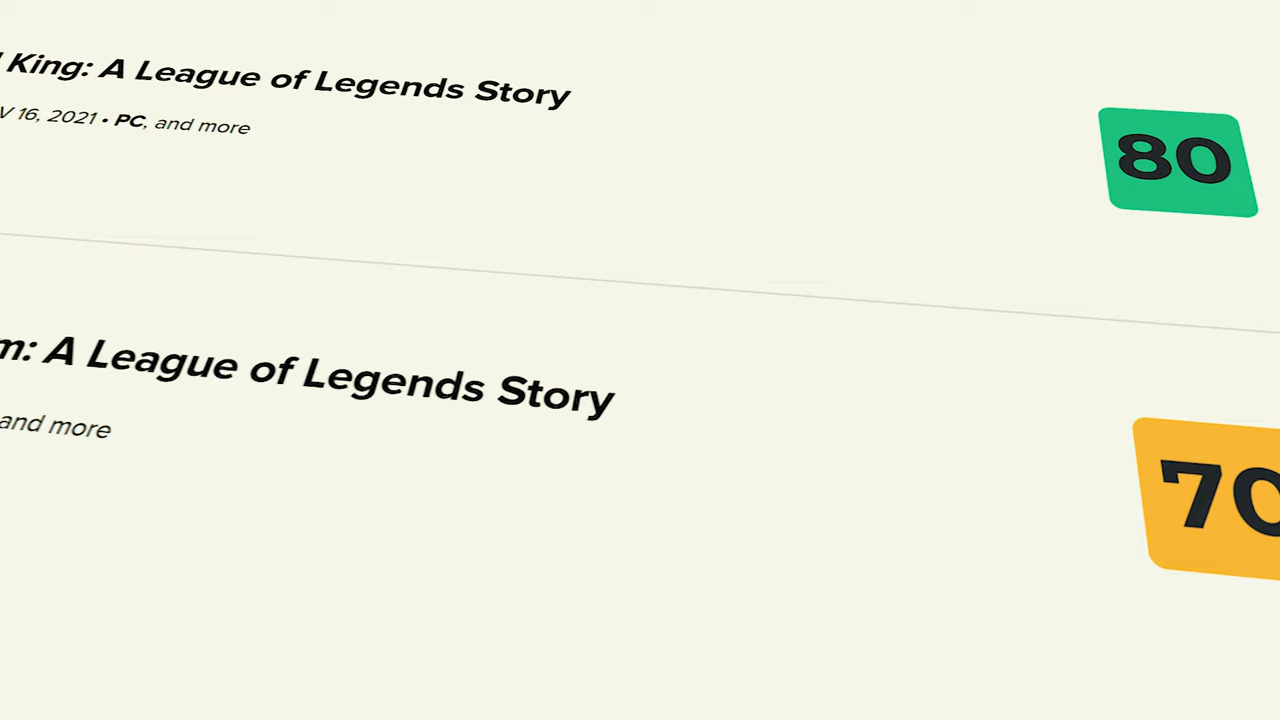 King: A League of Legends Story
16, 2021 • PC, and more
80
: A League of Legends Story
and more
70